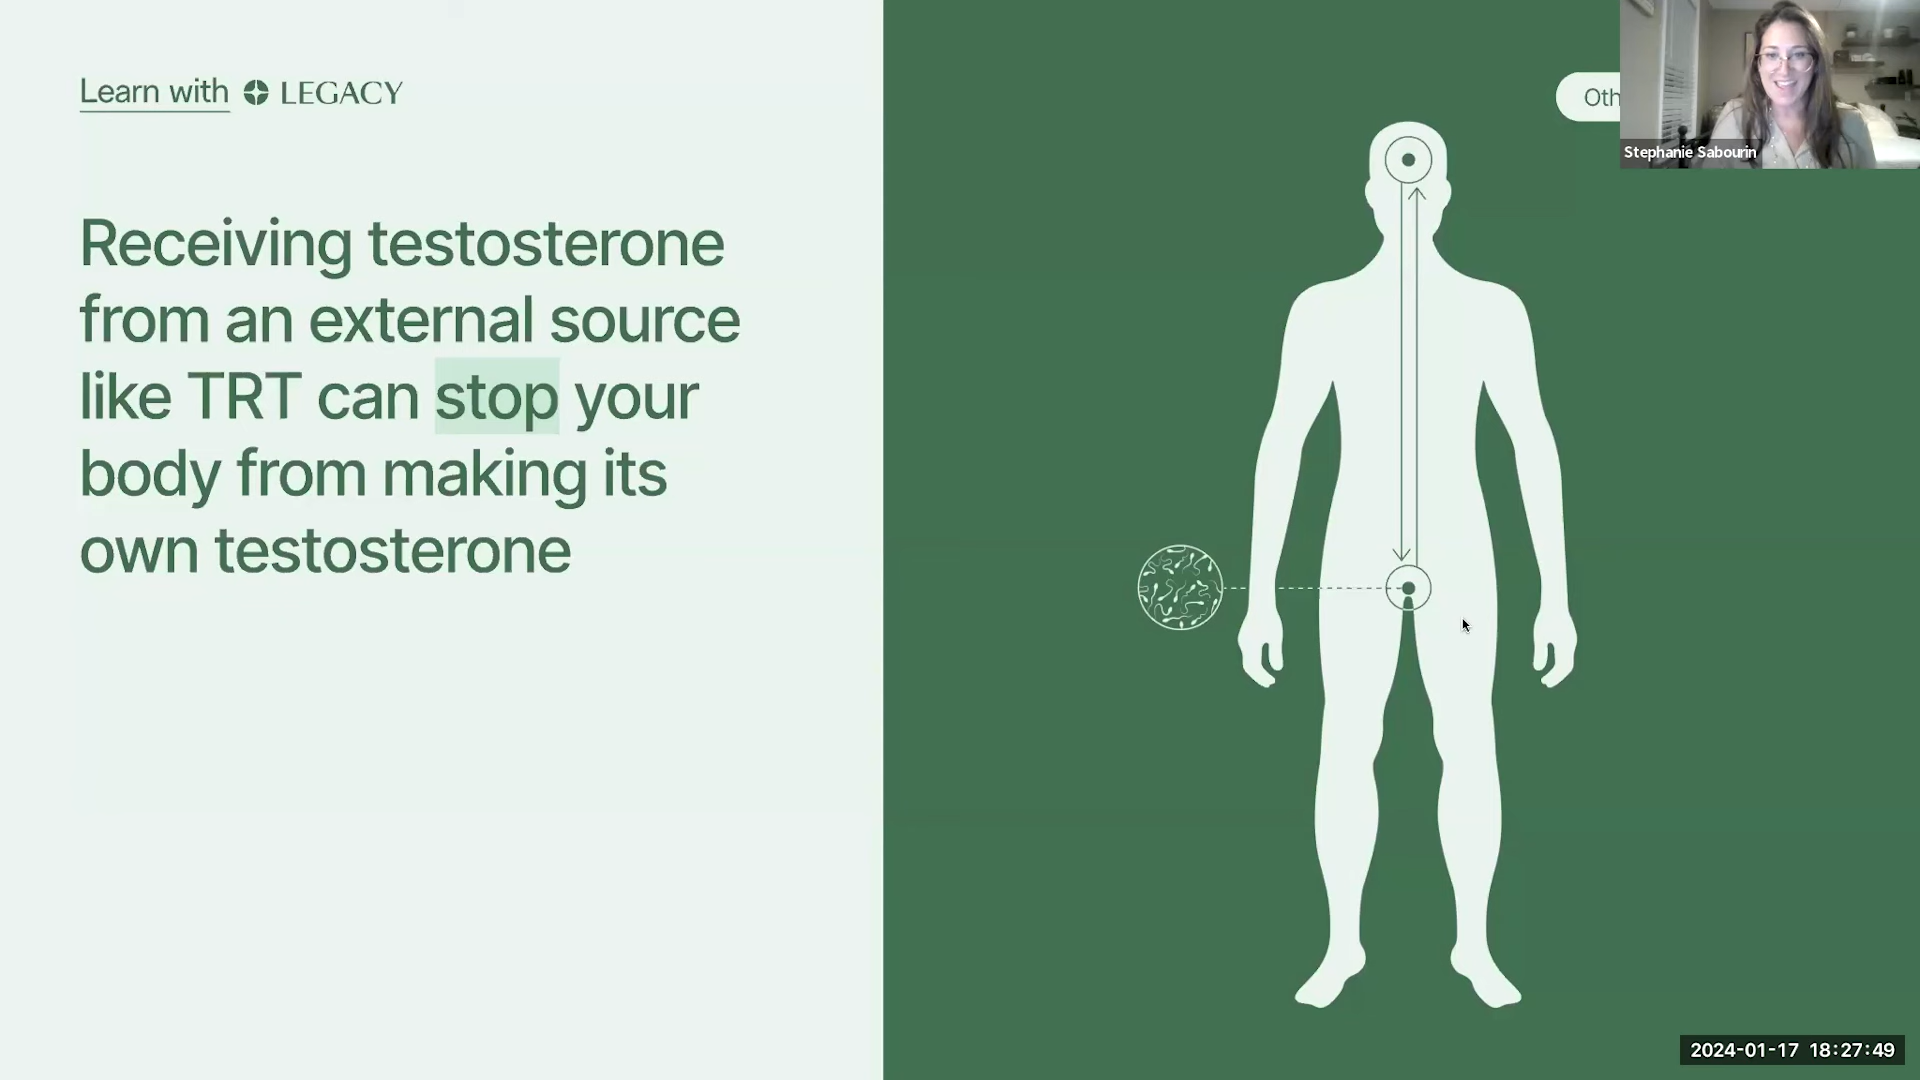 Learn with LEGACY
Oth
Stephanie Sabourin
Receiving testosterone
from an external source
like TRT can stop your
body from making its
own testosterone
2024-01-17 18:27:49